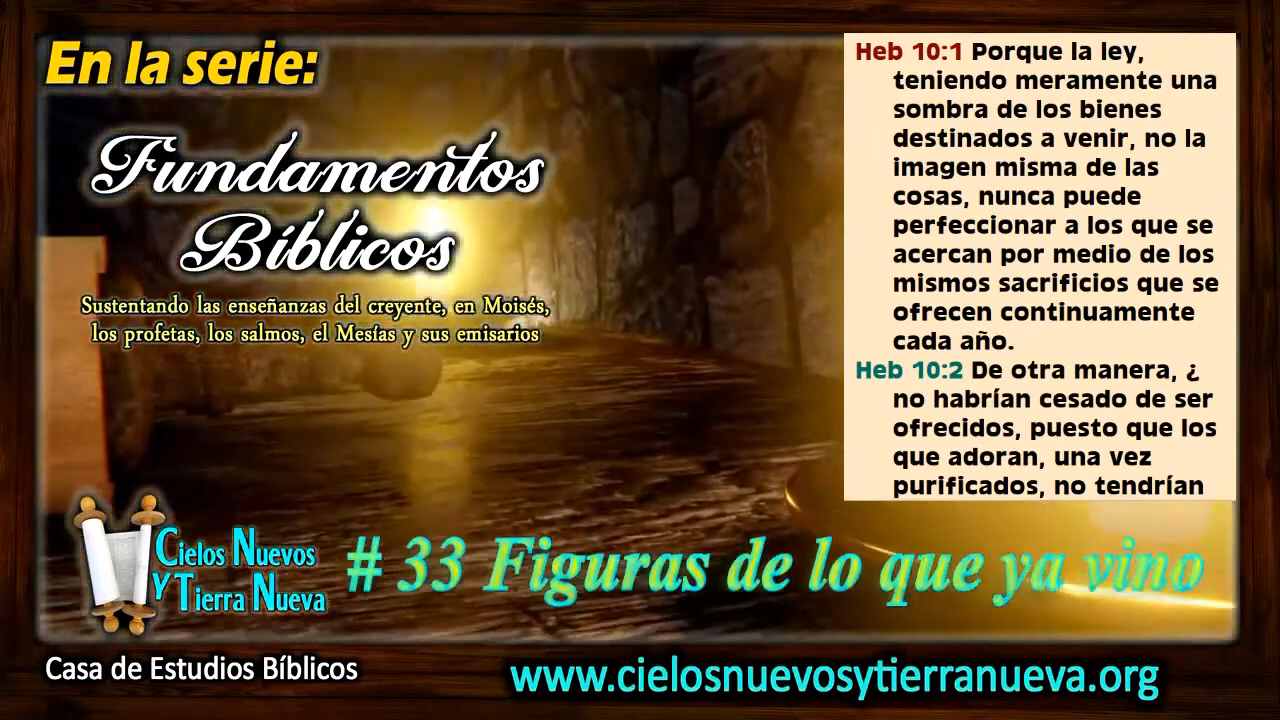 En la serie:
Fundamentos
Bíblicos
Sustentando las enseñanzas del creyente, en Moisés,
los profetas, los salmos, el Mesías y sus emisarios
Heb 10:1 Porque la ley,
teniendo meramente una
sombra de los bienes
destinados a venir, no la
imagen misma de las
cosas, nunca puede
perfeccionar a los que se
acercan por medio de los
mismos sacrificios que se
ofrecen continuamente
cada año.
Heb 10:2 De otra manera, ¿
no habrían cesado de ser
ofrecidos, puesto que los
que adoran, una vez
purificados, no tendrían
Cielos Nuevos
Y Tierra Nueva
# 33 Figuras de lo que ya vino
Casa de Estudios Bíblicos
www.cielosnuevosytierranueva.org